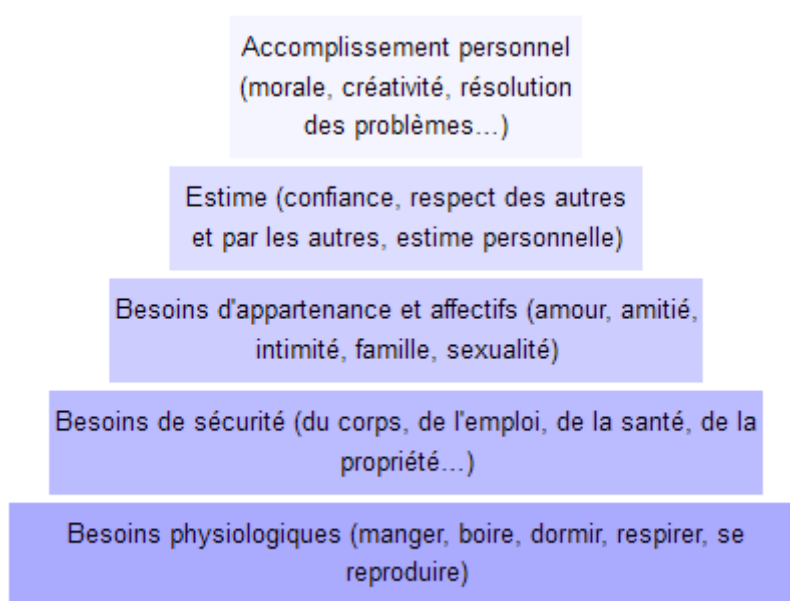 Accomplissement personnel
(morale, créativité, résolution
des problèmes...)
Estime (confiance, respect des autres
et par les autres, estime personnelle)
Besoins d'appartenance et affectifs (amour, amitié,
intimité, famille, sexualité)
Besoins de sécurité (du corps, de l'emploi, de la santé, de la
propriété...)
Besoins physiologiques (manger, boire, dormir, respirer, se
reproduire)